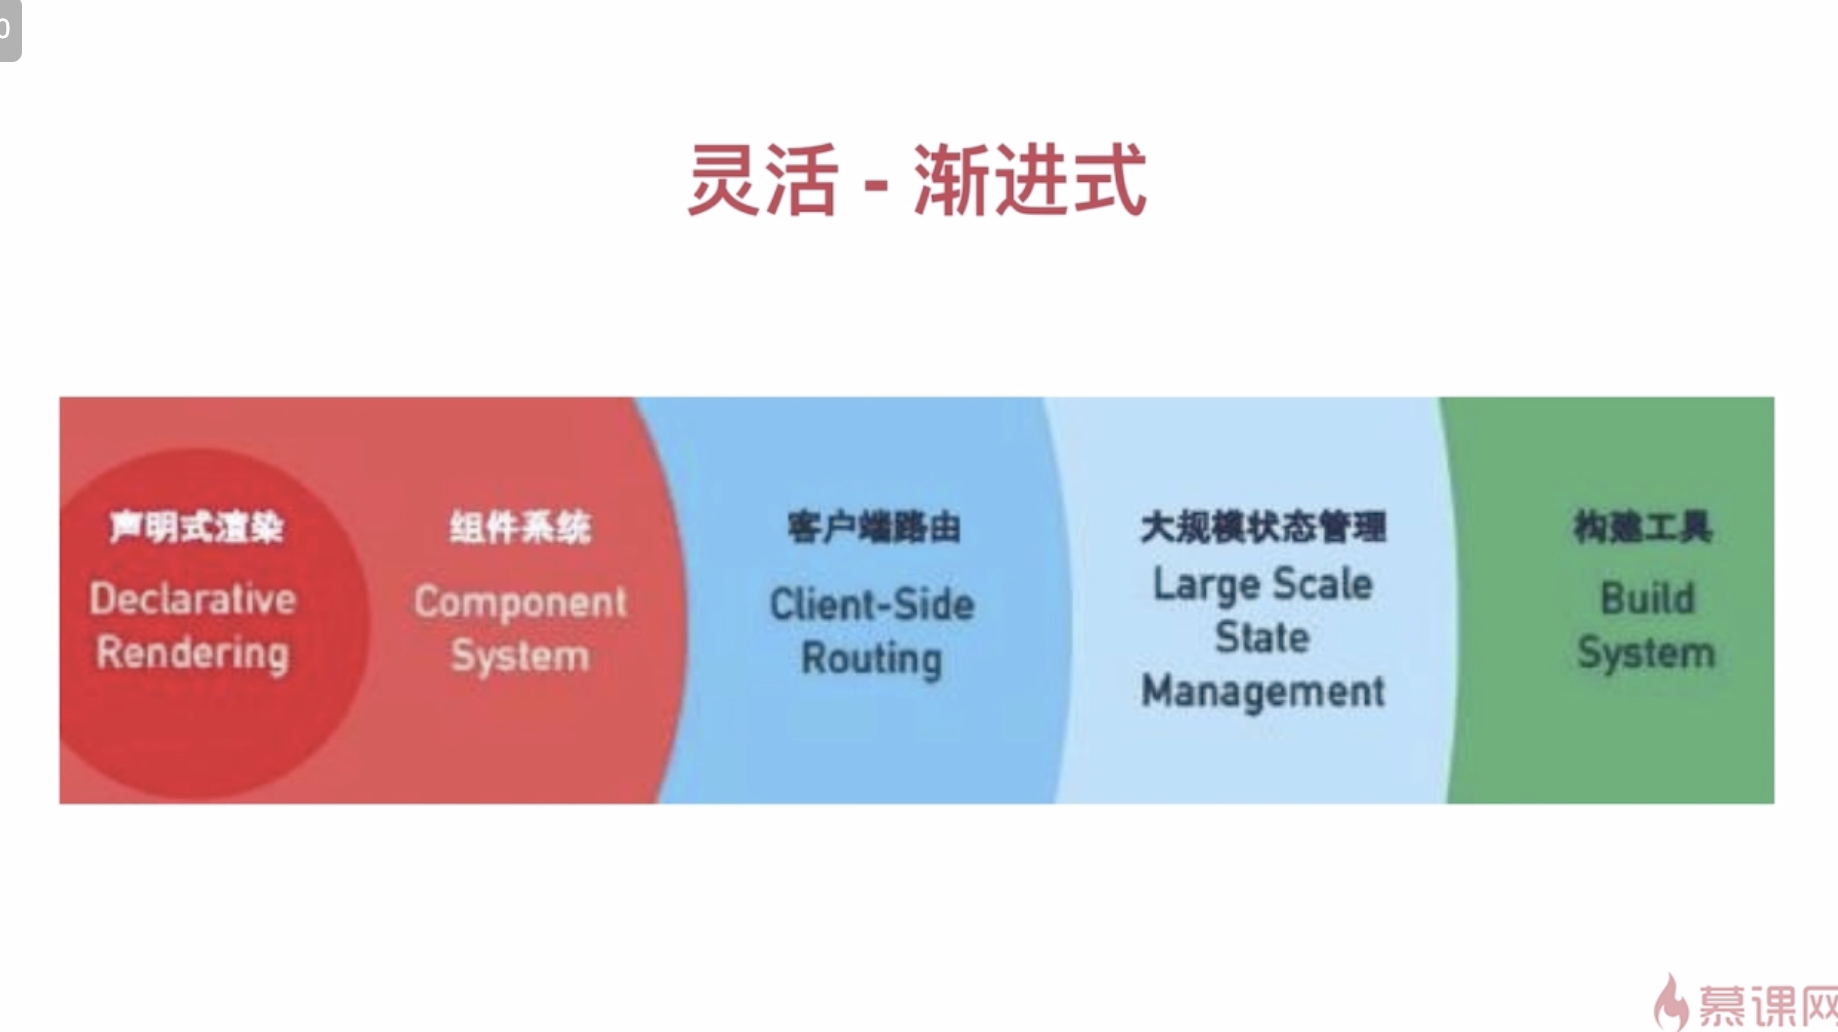 0
灵活 - 渐进式
声明式渲染
Declarative
Rendering
组件系统
Component
System
客户端路由
Client-Side
Routing
大规模状态管理
Large Scale
State
Management
构建工具
Build
System
慕课网